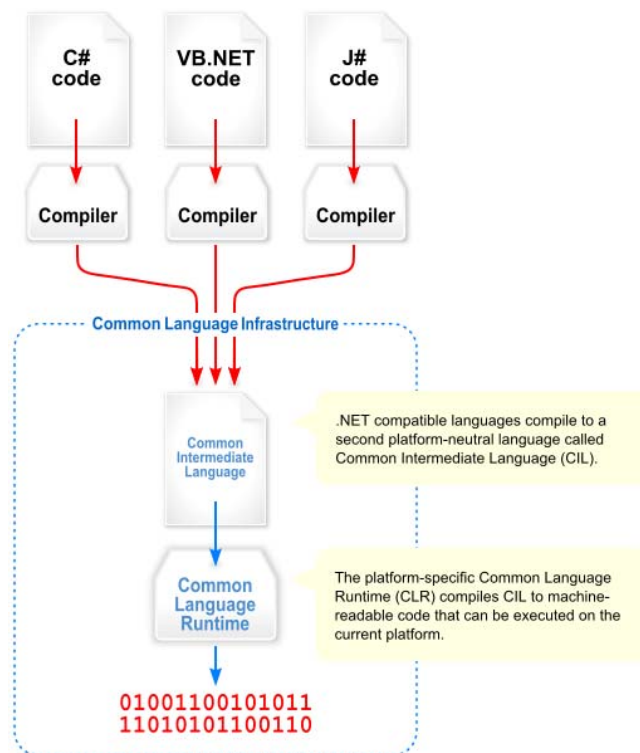 C#
code
VB.NET
code
J#
code
Compiler
Compiler
Compiler
Common Language Infrastructure
Common
Intermediate
Language
.NET compatible languages compile to a
second platform-neutral language called
Common Intermediate Language (CIL).
Common
Language
Runtime
The platform-specific Common Language
Runtime (CLR) compiles CIL to machine-
readable code that can be executed on the
current platform.
01001100101011
11010101100110